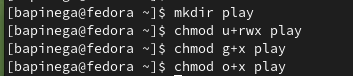 [bapinega@fedora ~]$ mkdir play
[bapinega@fedora ~]$ chmod u+rwx play
[bapinega@fedora ~]$ chmod g+x play
[bapinega@fedora ~]$ chmod o+x play